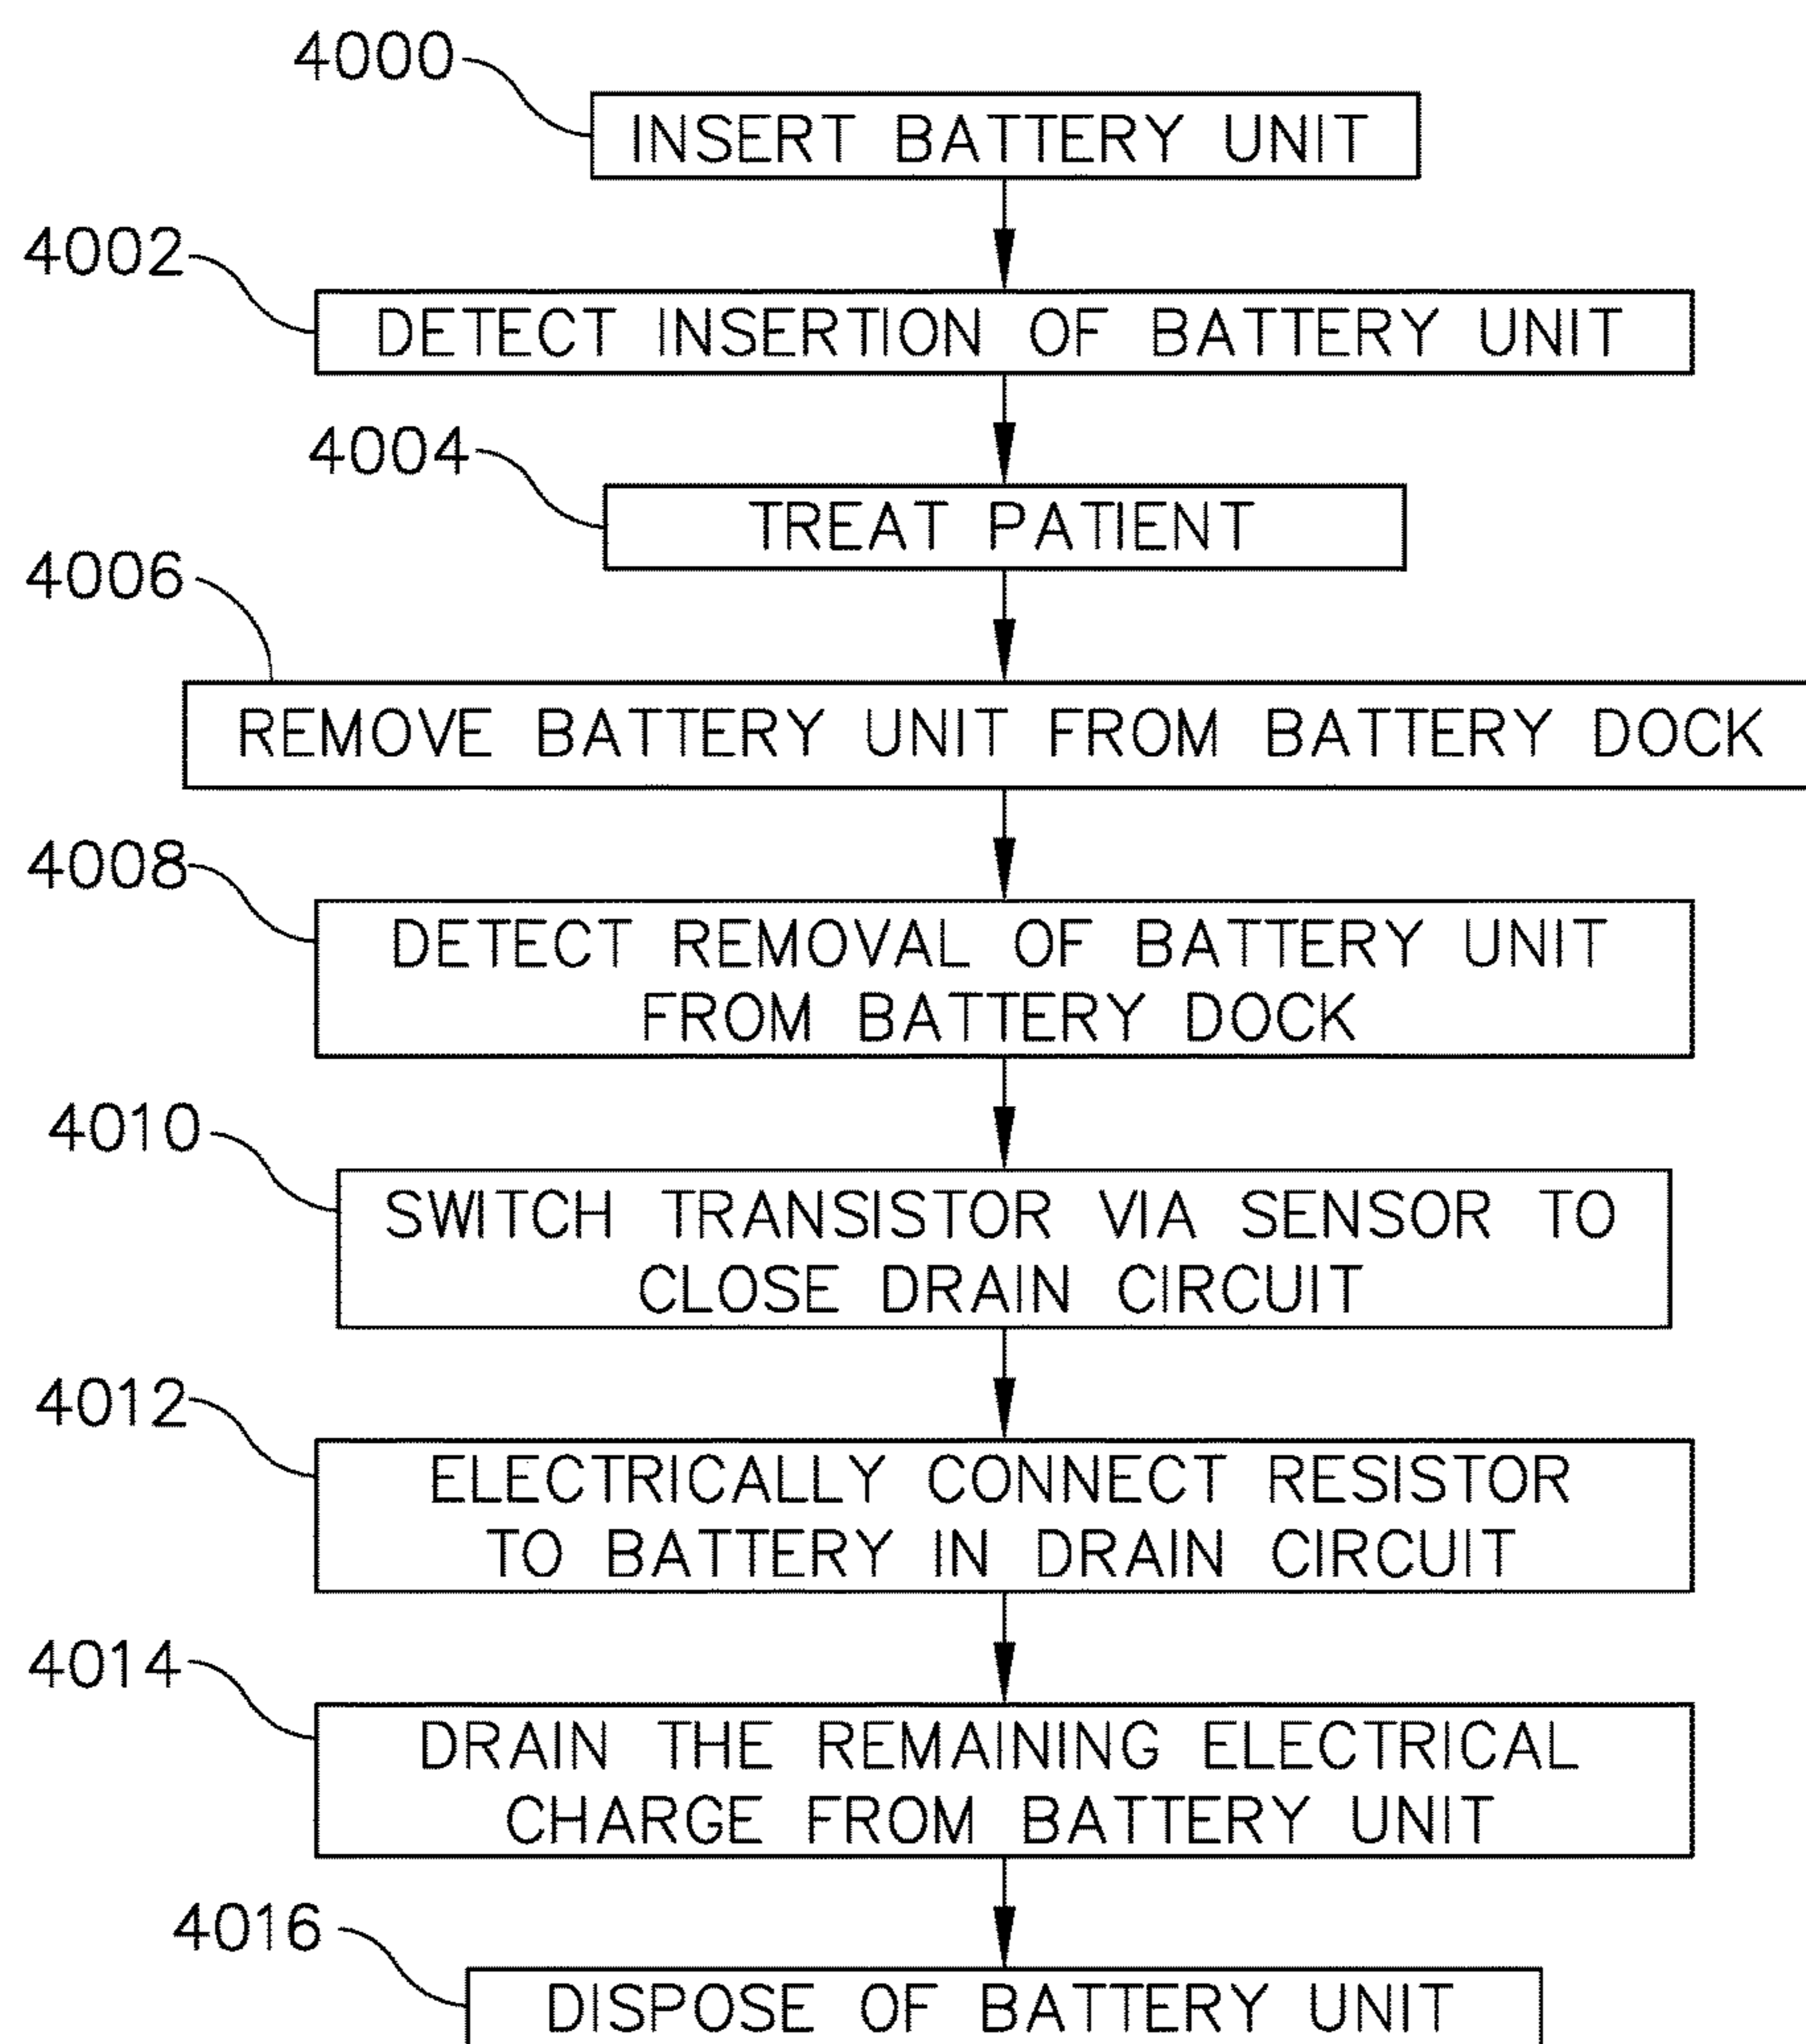 4000
INSERT BATTERY UNIT
4002
DETECT INSERTION OF BATTERY UNIT
4004
TREAT PATIENT
4006
REMOVE BATTERY UNIT FROM BATTERY DOCK
4008
DETECT REMOVAL OF BATTERY UNIT
FROM BATTERY DOCK
4010
SWITCH TRANSISTOR VIA SENSOR TO
CLOSE DRAIN CIRCUIT
4012
ELECTRICALLY CONNECT RESISTOR
TO BATTERY IN DRAIN CIRCUIT
4014
DRAIN THE REMAINING ELECTRICAL
CHARGE FROM BATTERY UNIT
4016
DISPOSE OF BATTERY UNIT